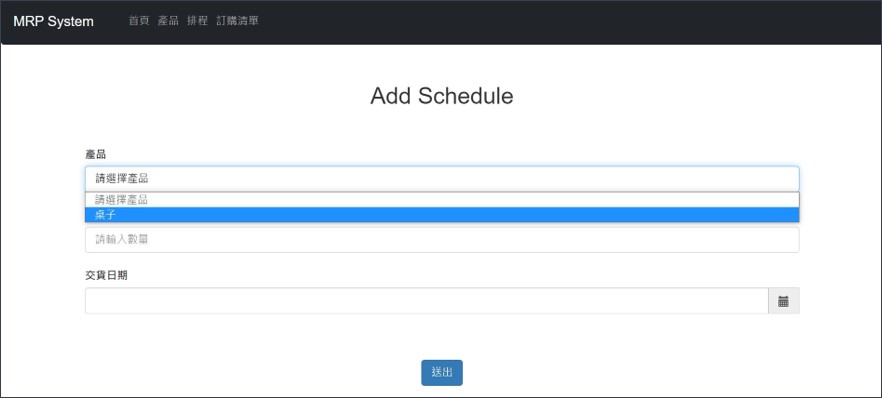 MRP System 首頁 產品 排程 訂購清單
Add Schedule
產品
請選擇產品
請選擇產品
桌子
請輸入數量
交貨日期
送出